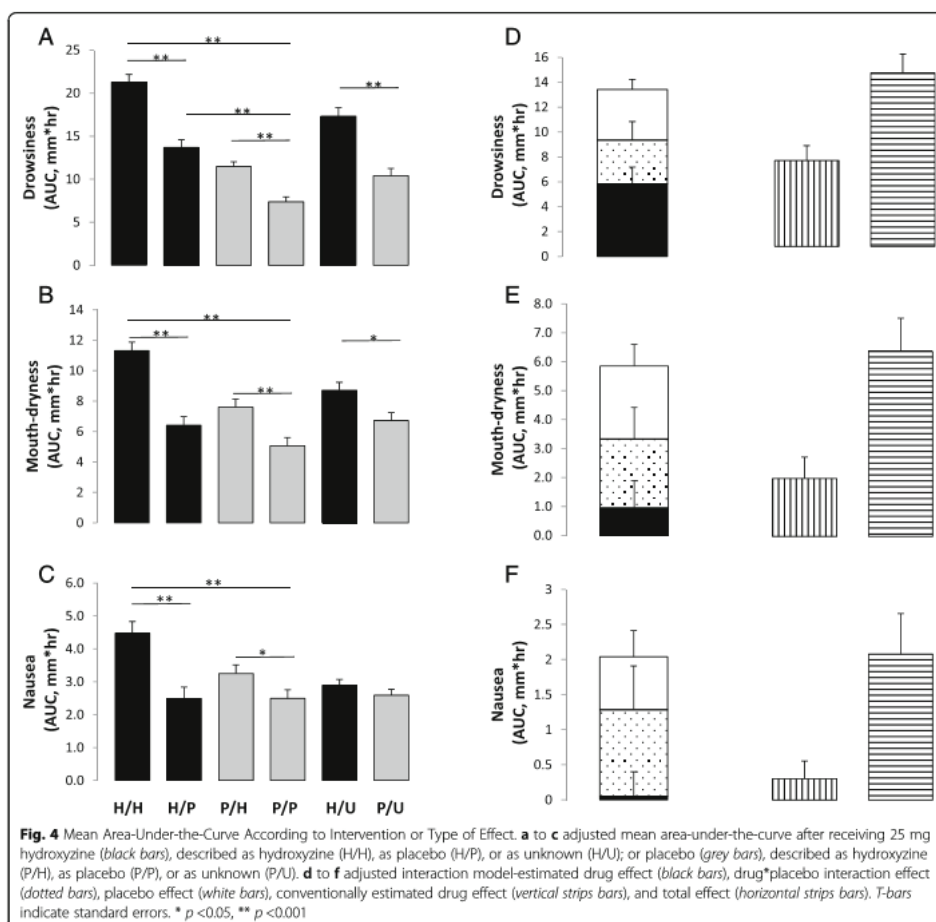 A
**
**
**
**
**
25
20
15
10
5
0
Drowsiness
(AUC, mm*hr)
D
16
14
12
10
8
6
4
2
0
Drowsiness
(AUC, mm*hr)
B
**
**
**
*
14
12
10
8
6
4
2
0
Mouth-dryness
(AUC, mm*hr)
E
8.0
7.0
6.0
5.0
4.0
3.0
2.0
1.0
0.0
Mouth-dryness
(AUC, mm*hr)
C
**
**
*
6.0
5.0
4.0
3.0
2.0
1.0
0.0
Nausea
(AUC, mm*hr)
H/H H/P P/H P/P H/U P/U
F
3
2.5
2
1.5
1
0.5
0
Nausea
(AUC, mm*hr)
Fig. 4 Mean Area-Under-the-Curve According to Intervention or Type of Effect. a to c adjusted mean area-under-the-curve after receiving 25 mg
hydroxyzine (black bars), described as hydroxyzine (H/H), as placebo (H/P), or as unknown (H/U); or placebo (grey bars), described as hydroxyzine
(P/H), as placebo (P/P), or as unknown (P/U). d to f adjusted interaction model-estimated drug effect (black bars), drug*placebo interaction effect
(dotted bars), placebo effect (white bars), conventionally estimated drug effect (vertical strips bars), and total effect (horizontal strips bars). T-bars
indicate standard errors. * p <0.05, ** p <0.001